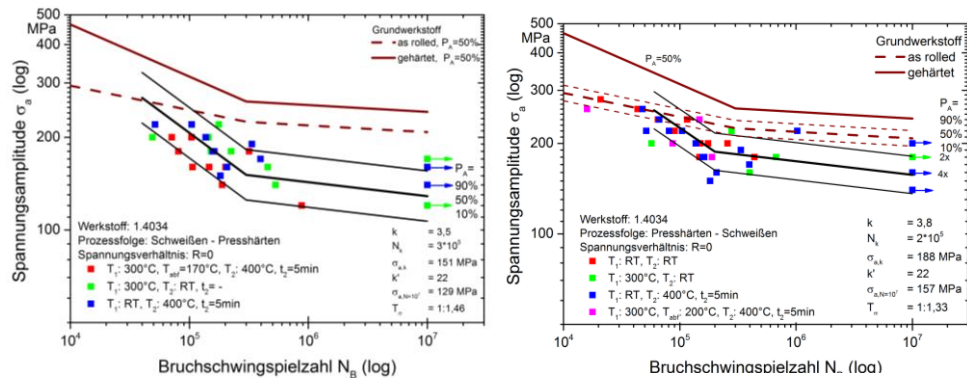 500
MPa
400
300
200
100
Spannungsamplitude σa (log)
Grundwerkstoff
as rolled, PA=50%
gehärtet, PA=50%
PA=
90%
50%
10%
Werkstoff: 1.4034
Prozessfolge: Schweißen - Presshärten
Spannungsverhältnis: R=0
T1: 300°C, Tabf=170°C, T2: 400°C, t2=5min
T1: 300°C, T2: RT, t2= -
T1: RT, T2: 400°C, t2=5min
k = 3,5
Nk = 3*10^5
σa,k = 151 MPa
k' = 22
σa,N=10^7 = 129 MPa
Tσ = 1:1,46
10^4 10^5 10^6 10^7
Bruchschwingspielzahl NB (log)
500
MPa
400
300
200
100
Spannungsamplitude σa (log)
PA=50%
Grundwerkstoff
as rolled
gehärtet
PA=
90%
50%
10%
2x
4x
Werkstoff: 1.4034
Prozessfolge: Presshärten - Schweißen
Spannungsverhältnis: R=0
T1: RT, T2: RT
T1: 300°C, T2: RT
T1: RT, T2: 400°C, t2=5min
T1: 300°C, Tabf: 200°C, T2: 400°C, t2=5min
k = 3,8
Nk = 2*10^5
σa,k = 188 MPa
k' = 22
σa,N=10^7 = 157 MPa
Tσ = 1:1,33
10^4 10^5 10^6 10^7
Bruchschwingspielzahl (log)